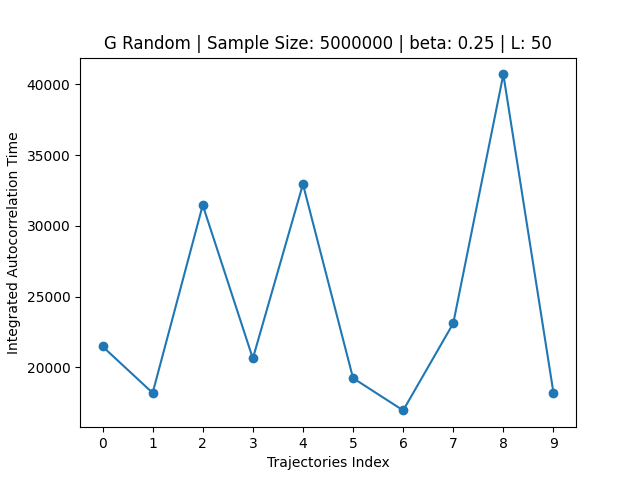 G Random | Sample Size: 5000000 | beta: 0.25 | L: 50
Integrated Autocorrelation Time
40000
35000
30000
25000
20000
0 1 2 3 4 5 6 7 8 9
Trajectories Index